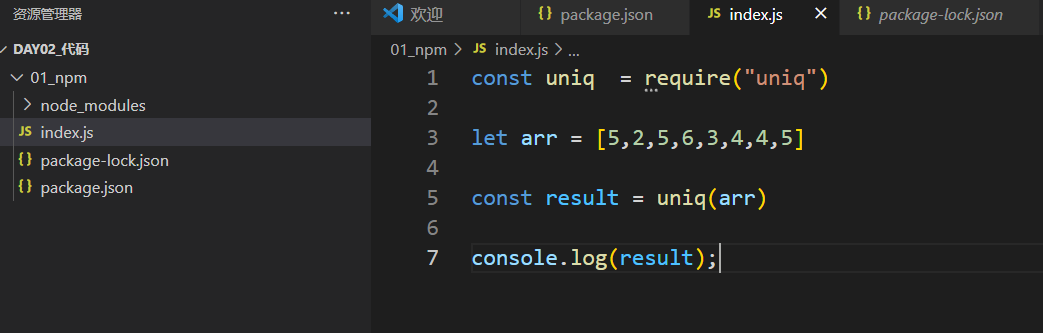 资源管理器
···
DAY02_代码
01_npm
node_modules
JS index.js
{} package-lock.json
{} package.json
欢迎
{} package.json
JS index.js
{} package-lock.json
01_npm > JS index.js > ...
1 const uniq  = require("uniq")
2
3 let arr = [5,2,5,6,3,4,4,5]
4
5 const result = uniq(arr)
6
7 console.log(result);